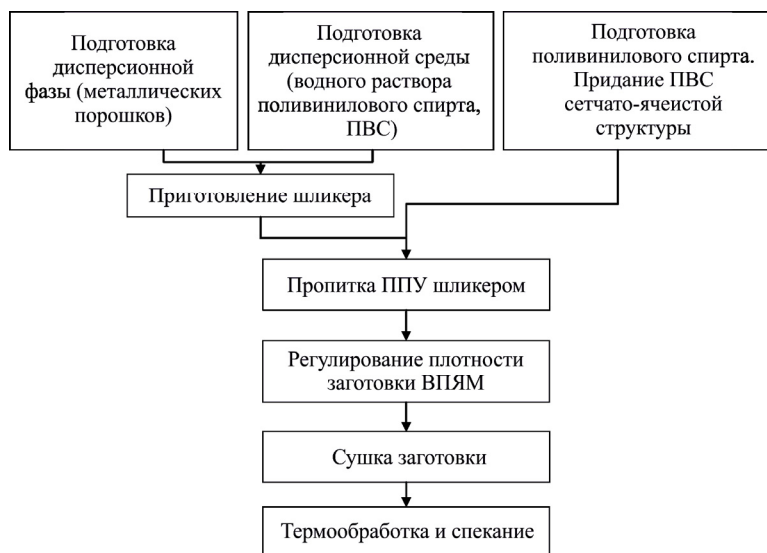 Подготовка
дисперсионной
фазы (металлических
порошков)
Подготовка
дисперсионной среды
(водного раствора
поливинилового спирта,
ПВС)
Подготовка
поливинилового спирта.
Придание ПВС
сетчато-ячеистой
структуры
Приготовление шликера
Пропитка ППУ шликером
Регулирование плотности
заготовки ВПЯМ
Сушка заготовки
Термообработка и спекание